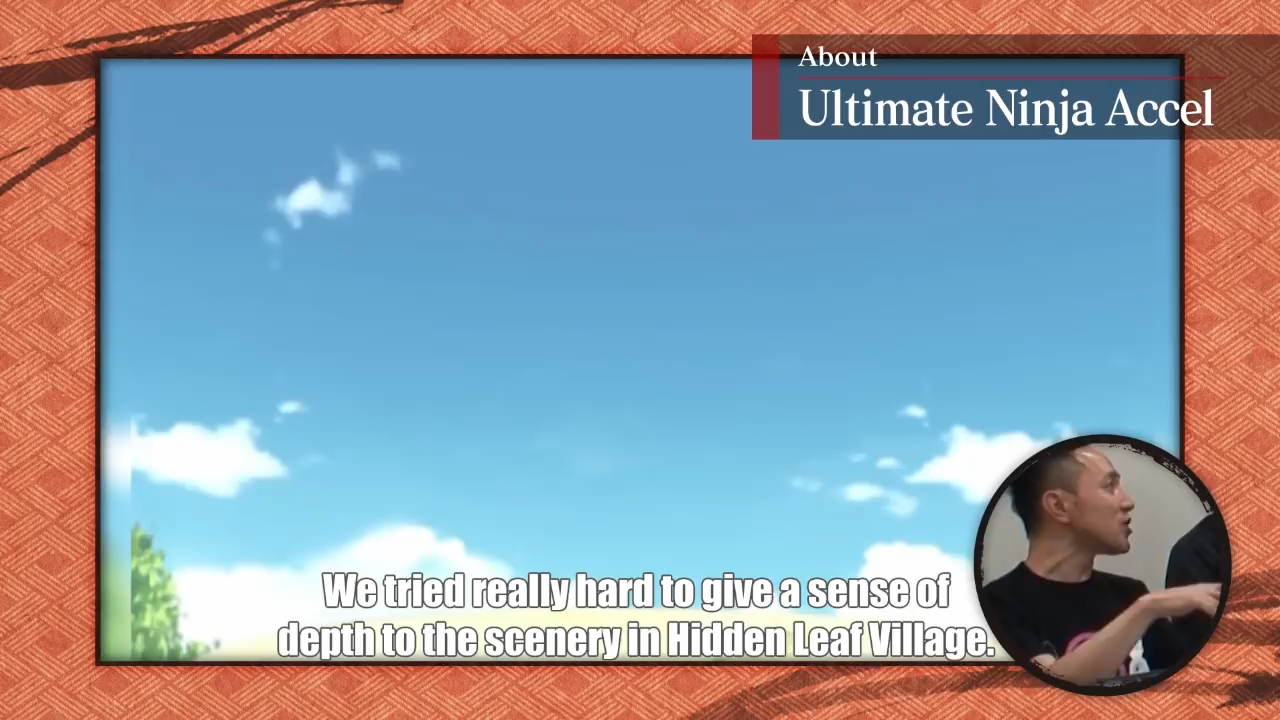 About
Ultimate Ninja Accel
We tried really hard to give a sense of
depth to the scenery in Hidden Leaf Village.